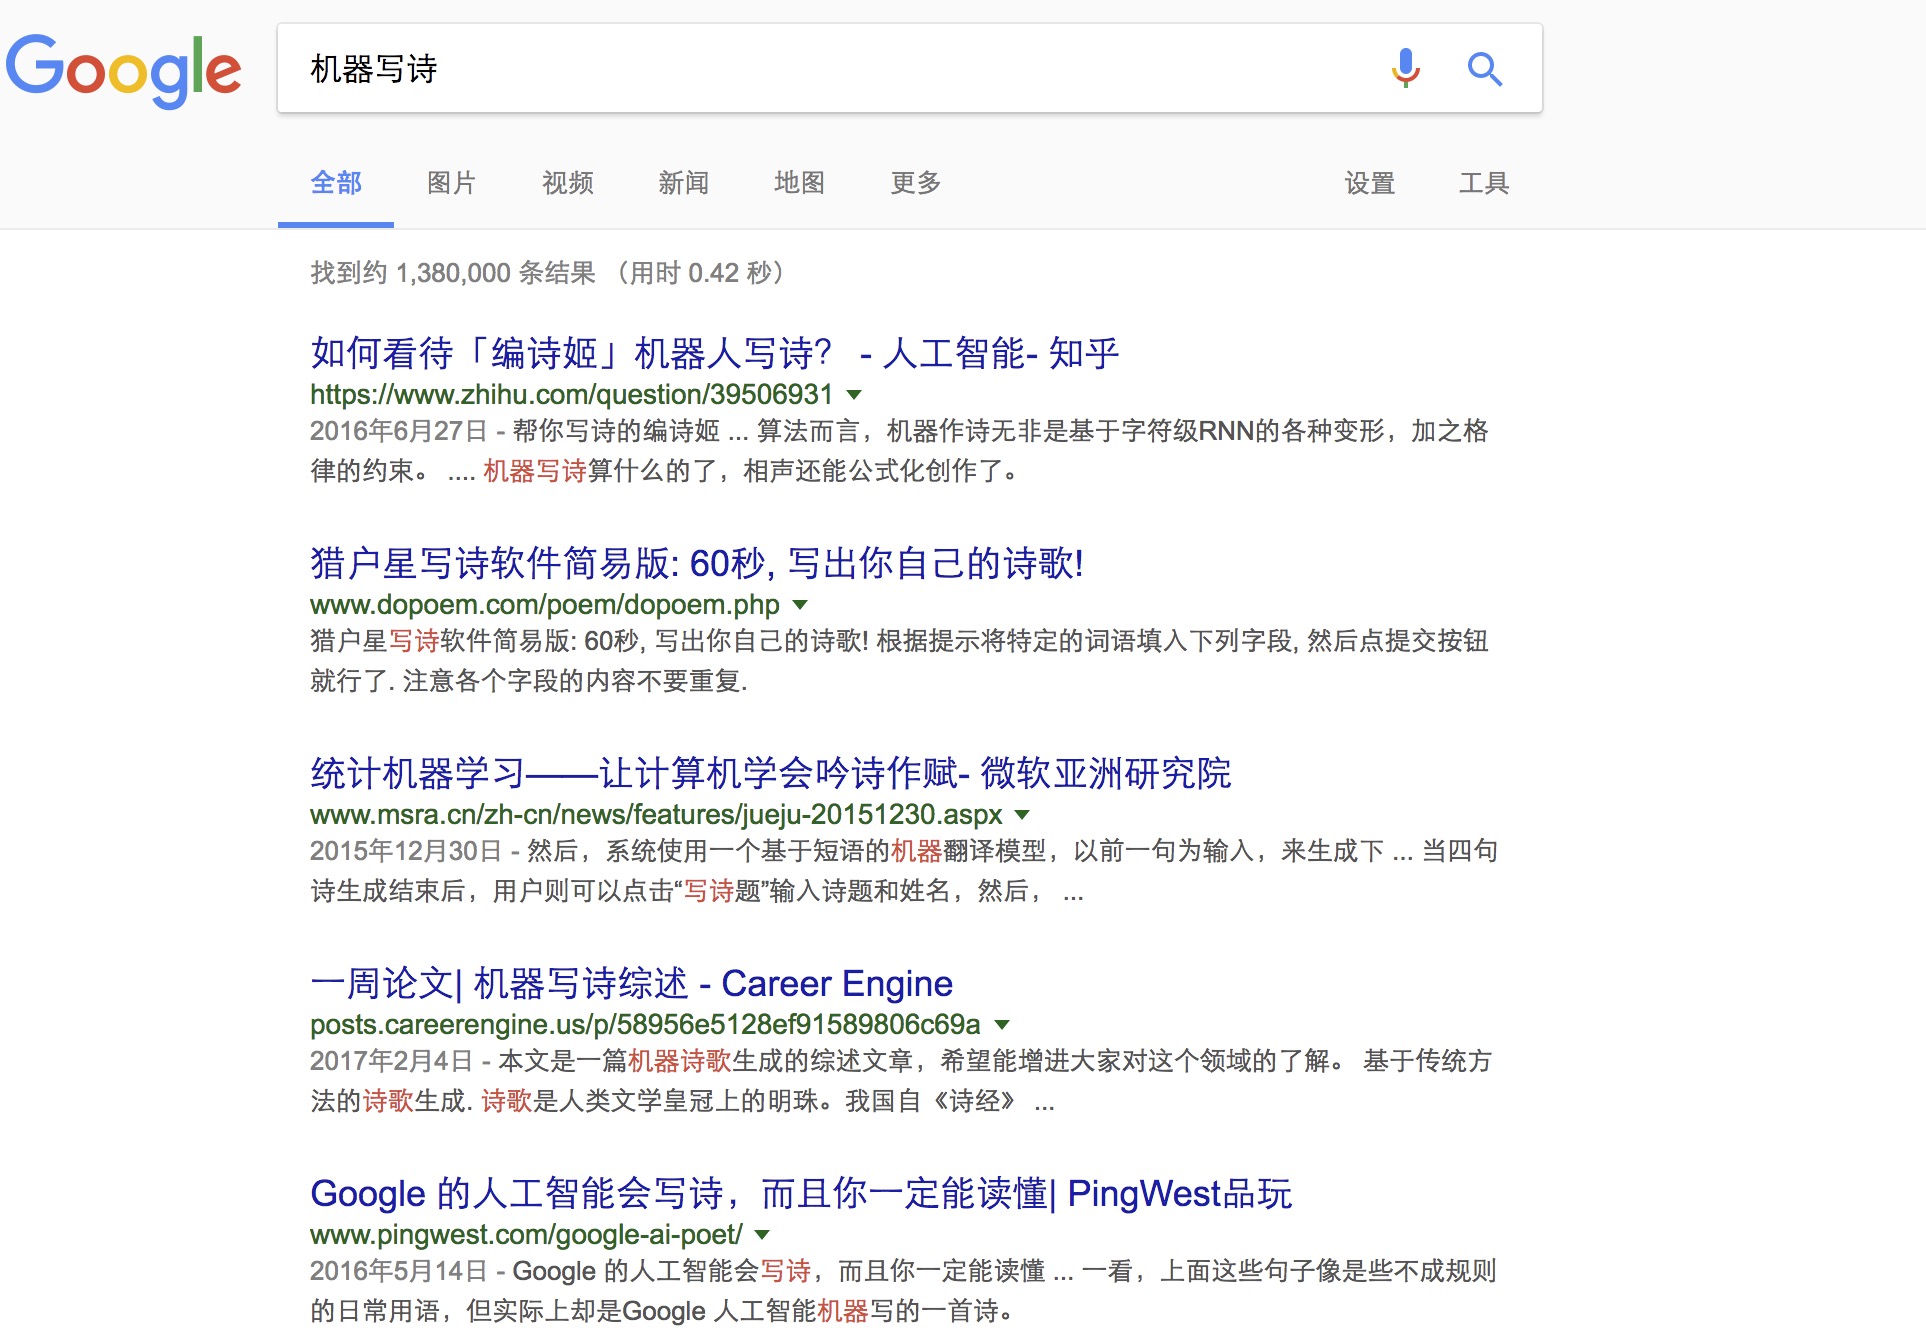 Google
机器写诗
全部 图片 视频 新闻 地图 更多 设置 工具
找到约 1,380,000 条结果 （用时 0.42 秒）
如何看待「编诗姬」机器人写诗？ - 人工智能- 知乎
https://www.zhihu.com/question/39506931
2016年6月27日 - 帮你写诗的编诗姬 ... 算法而言，机器作诗无非是基于字符级RNN的各种变形，加之格
律的约束。 .... 机器写诗算什么的了，相声还能公式化创作了。
猎户星写诗软件简易版: 60秒, 写出你自己的诗歌!
www.dopoem.com/poem/dopoem.php
猎户星写诗软件简易版: 60秒, 写出你自己的诗歌! 根据提示将特定的词语填入下列字段, 然后点提交按钮
就行了. 注意各个字段的内容不要重复.
统计机器学习——让计算机学会吟诗作赋- 微软亚洲研究院
www.msra.cn/zh-cn/news/features/jueju-20151230.aspx
2015年12月30日 - 然后，系统使用一个基于短语的机器翻译模型，以前一句为输入，来生成下 ... 当四句
诗生成结束后，用户则可以点击“写诗题”输入诗题和姓名，然后， ...
一周论文| 机器写诗综述 - Career Engine
posts.careerengine.us/p/58956e5128ef91589806c69a
2017年2月4日 - 本文是一篇机器诗歌生成的综述文章，希望能增进大家对这个领域的了解。 基于传统方
法的诗歌生成. 诗歌是人类文学皇冠上的明珠。我国自《诗经》 ...
Google 的人工智能会写诗，而且你一定能读懂| PingWest品玩
www.pingwest.com/google-ai-poet/
2016年5月14日 - Google 的人工智能会写诗，而且你一定能读懂 ... 一看，上面这些句子像是些不成规则
的日常用语，但实际上却是Google 人工智能机器写的一首诗。